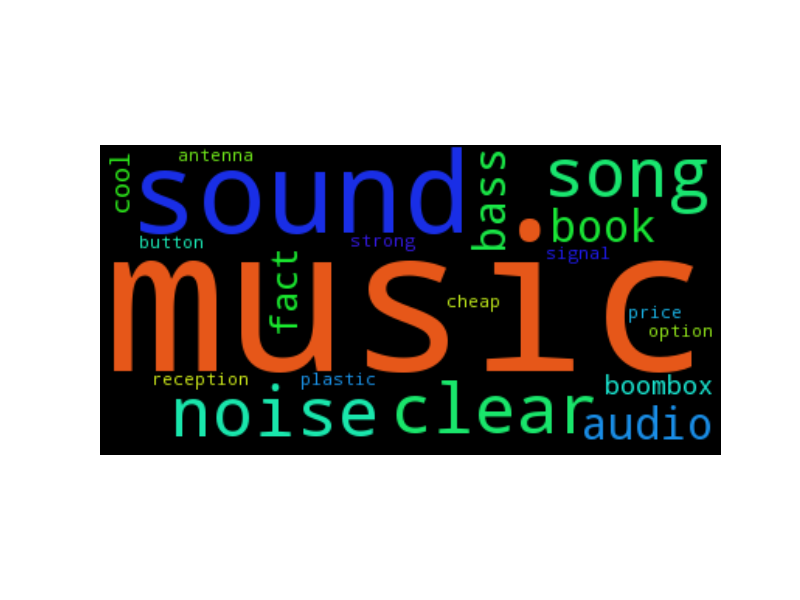 cool
antenna
sound
bass
song
book
button
strong
signal
fact
music
cheap
price
option
reception
plastic
boombox
noise
clear
audio